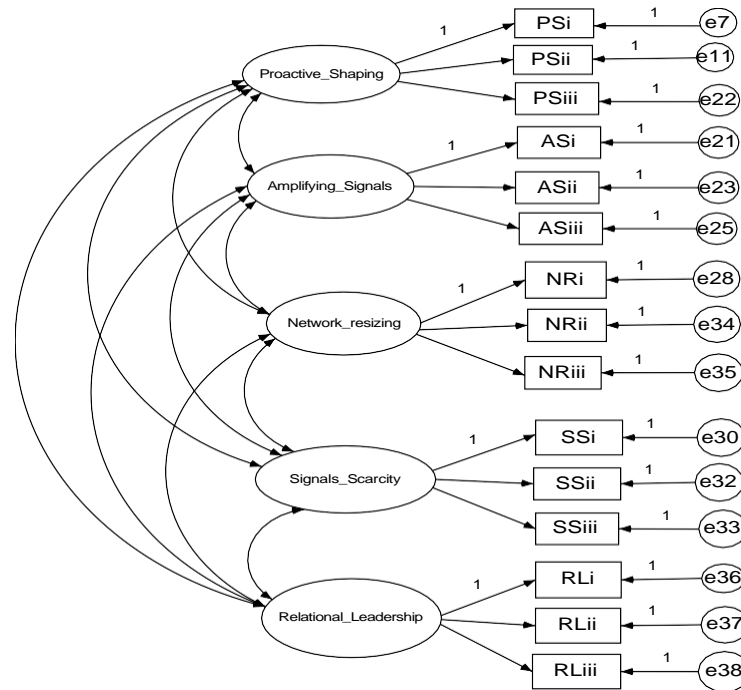 1 PSi 1 e7
Proactive_Shaping PSii 1 e11
PSiii 1 e22
1 ASi 1 e21
Amplifying_Signals ASii 1 e23
ASiii 1 e25
1 NRi 1 e28
Network_resizing NRii 1 e34
NRiii 1 e35
1 SSi 1 e30
Signals_Scarcity SSii 1 e32
SSiii 1 e33
1 RLi 1 e36
Relational_Leadership RLii 1 e37
RLiii 1 e38